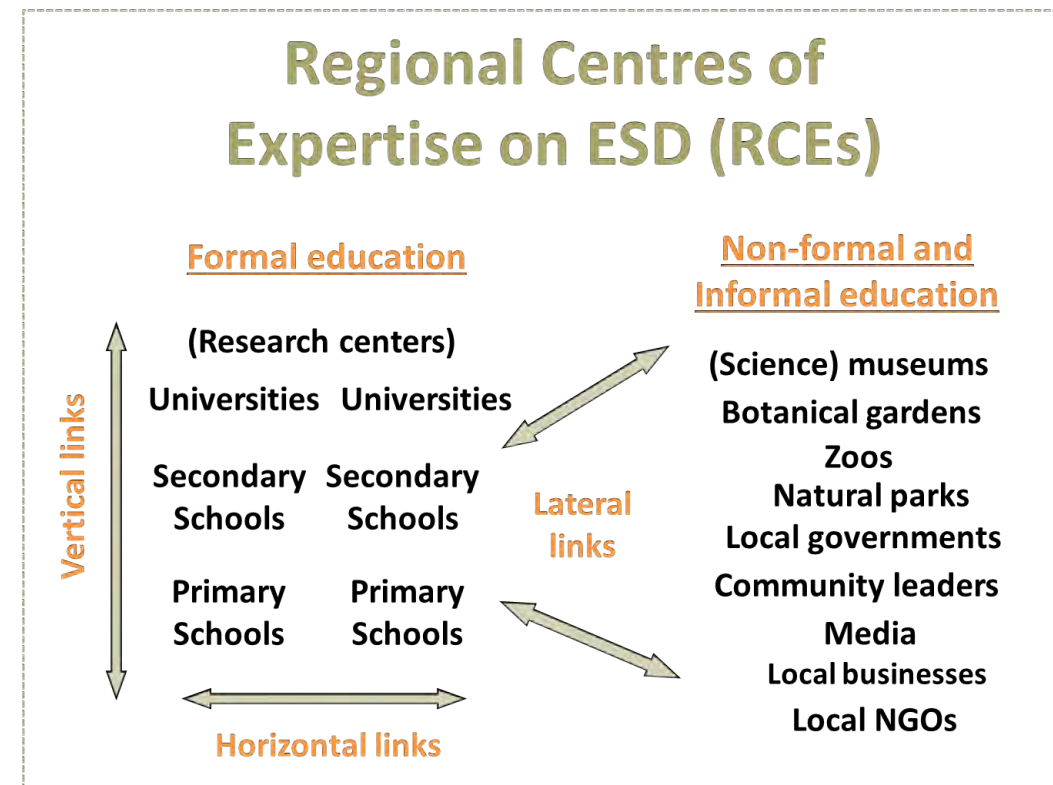 Regional Centres of
Expertise on ESD (RCEs)
Formal education
Vertical links
(Research centers)
Universities Universities
Secondary Secondary
Schools Schools
Primary Primary
Schools Schools
Horizontal links
Lateral
links
Non-formal and
Informal education
(Science) museums
Botanical gardens
Zoos
Natural parks
Local governments
Community leaders
Media
Local businesses
Local NGOs